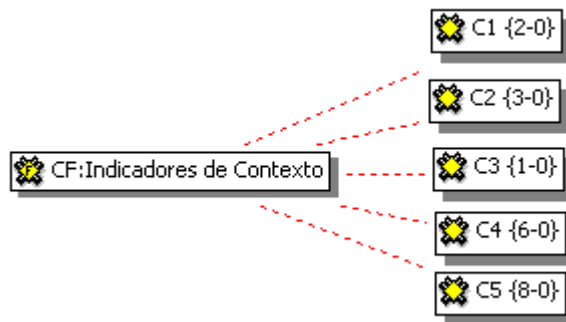 C1 {2-0}
C2 {3-0}
CF:Indicadores de Contexto
C3 {1-0}
C4 {6-0}
C5 {8-0}